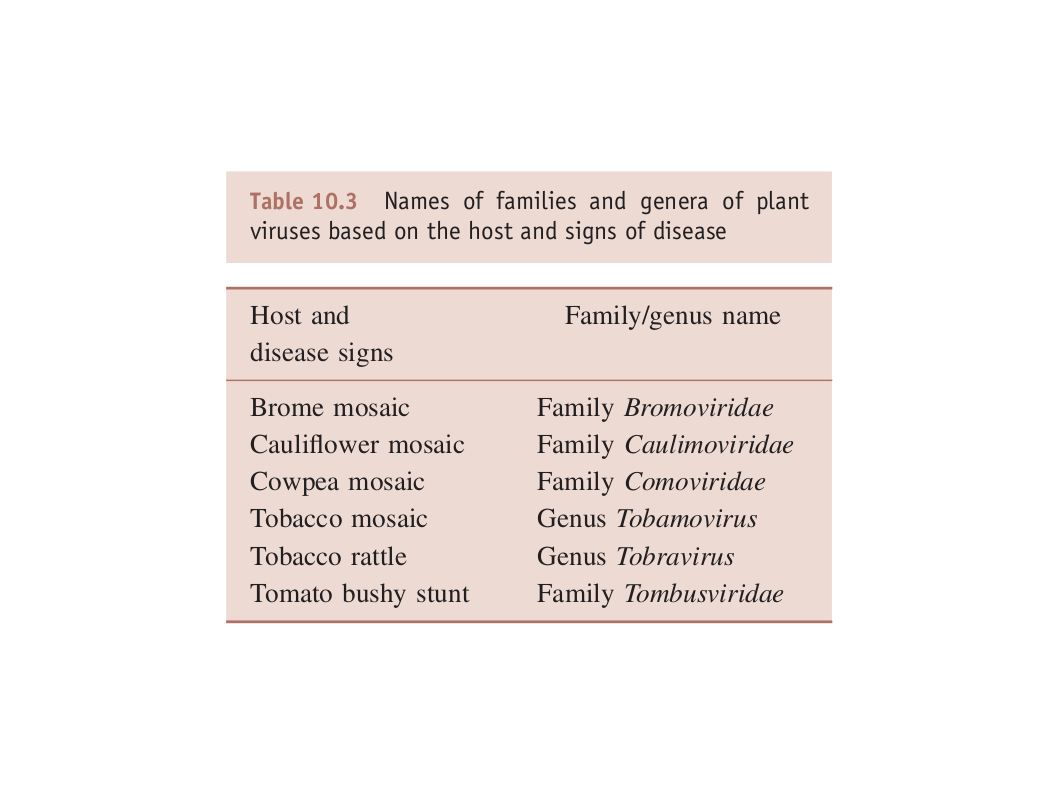 Table 10.3 Names of families and genera of plant
viruses based on the host and signs of disease
Host and Family/genus name
disease signs
Brome mosaic Family Bromoviridae
Cauliflower mosaic Family Caulimoviridae
Cowpea mosaic Family Comoviridae
Tobacco mosaic Genus Tobamovirus
Tobacco rattle Genus Tobravirus
Tomato bushy stunt Family Tombusviridae